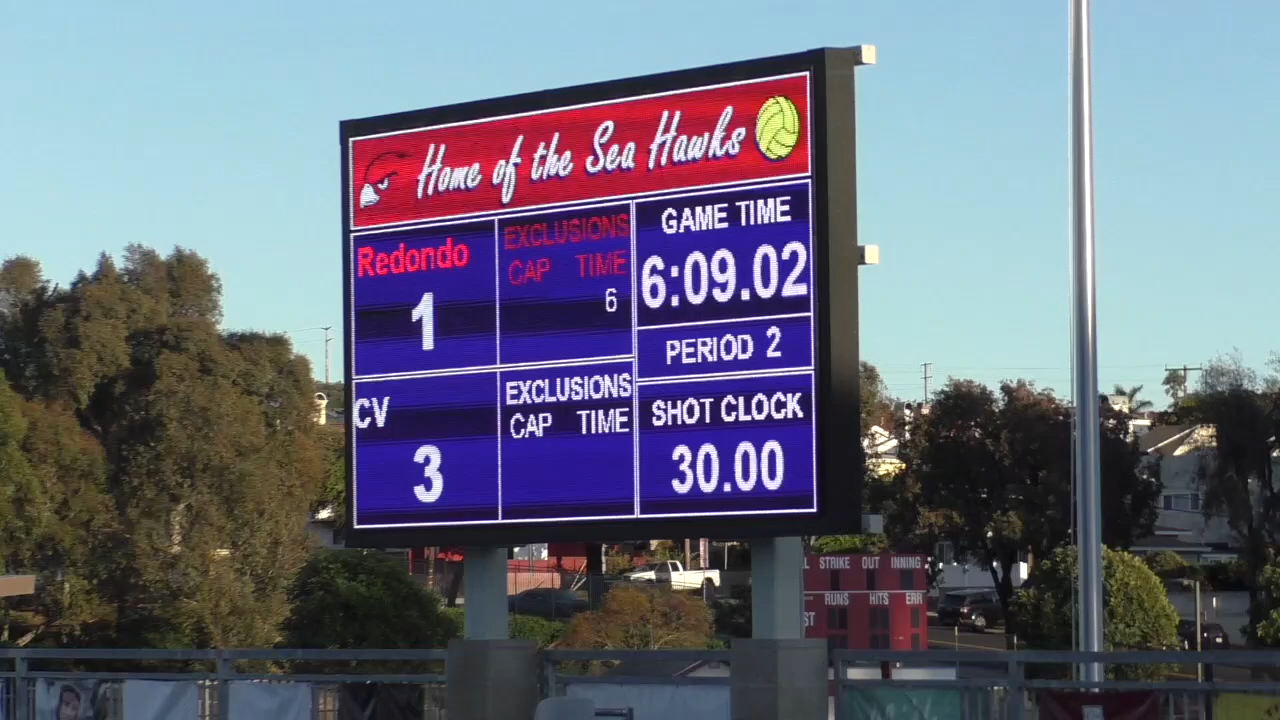 Home of the Sea Hawks
Redondo
1
EXCLUSIONS
CAP TIME
6
GAME TIME
6:09.02
PERIOD 2
CV
3
EXCLUSIONS
CAP TIME
SHOT CLOCK
30.00
STRIKE OUT INNING
RUNS HITS ERR